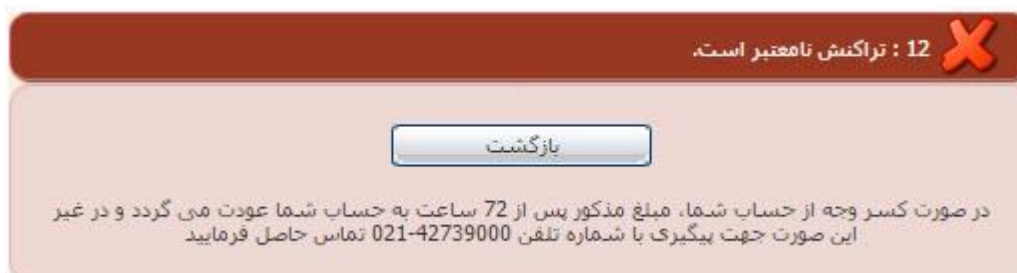 12 : تراکنش نامعتبر است.
بازگشت
در صورت کسر وجه از حساب شما، مبلغ مذکور پس از 72 ساعت به حساب شما عودت می گردد و در غیر
این صورت جهت پیگیری با شماره تلفن 42739000-021 تماس حاصل فرمایید